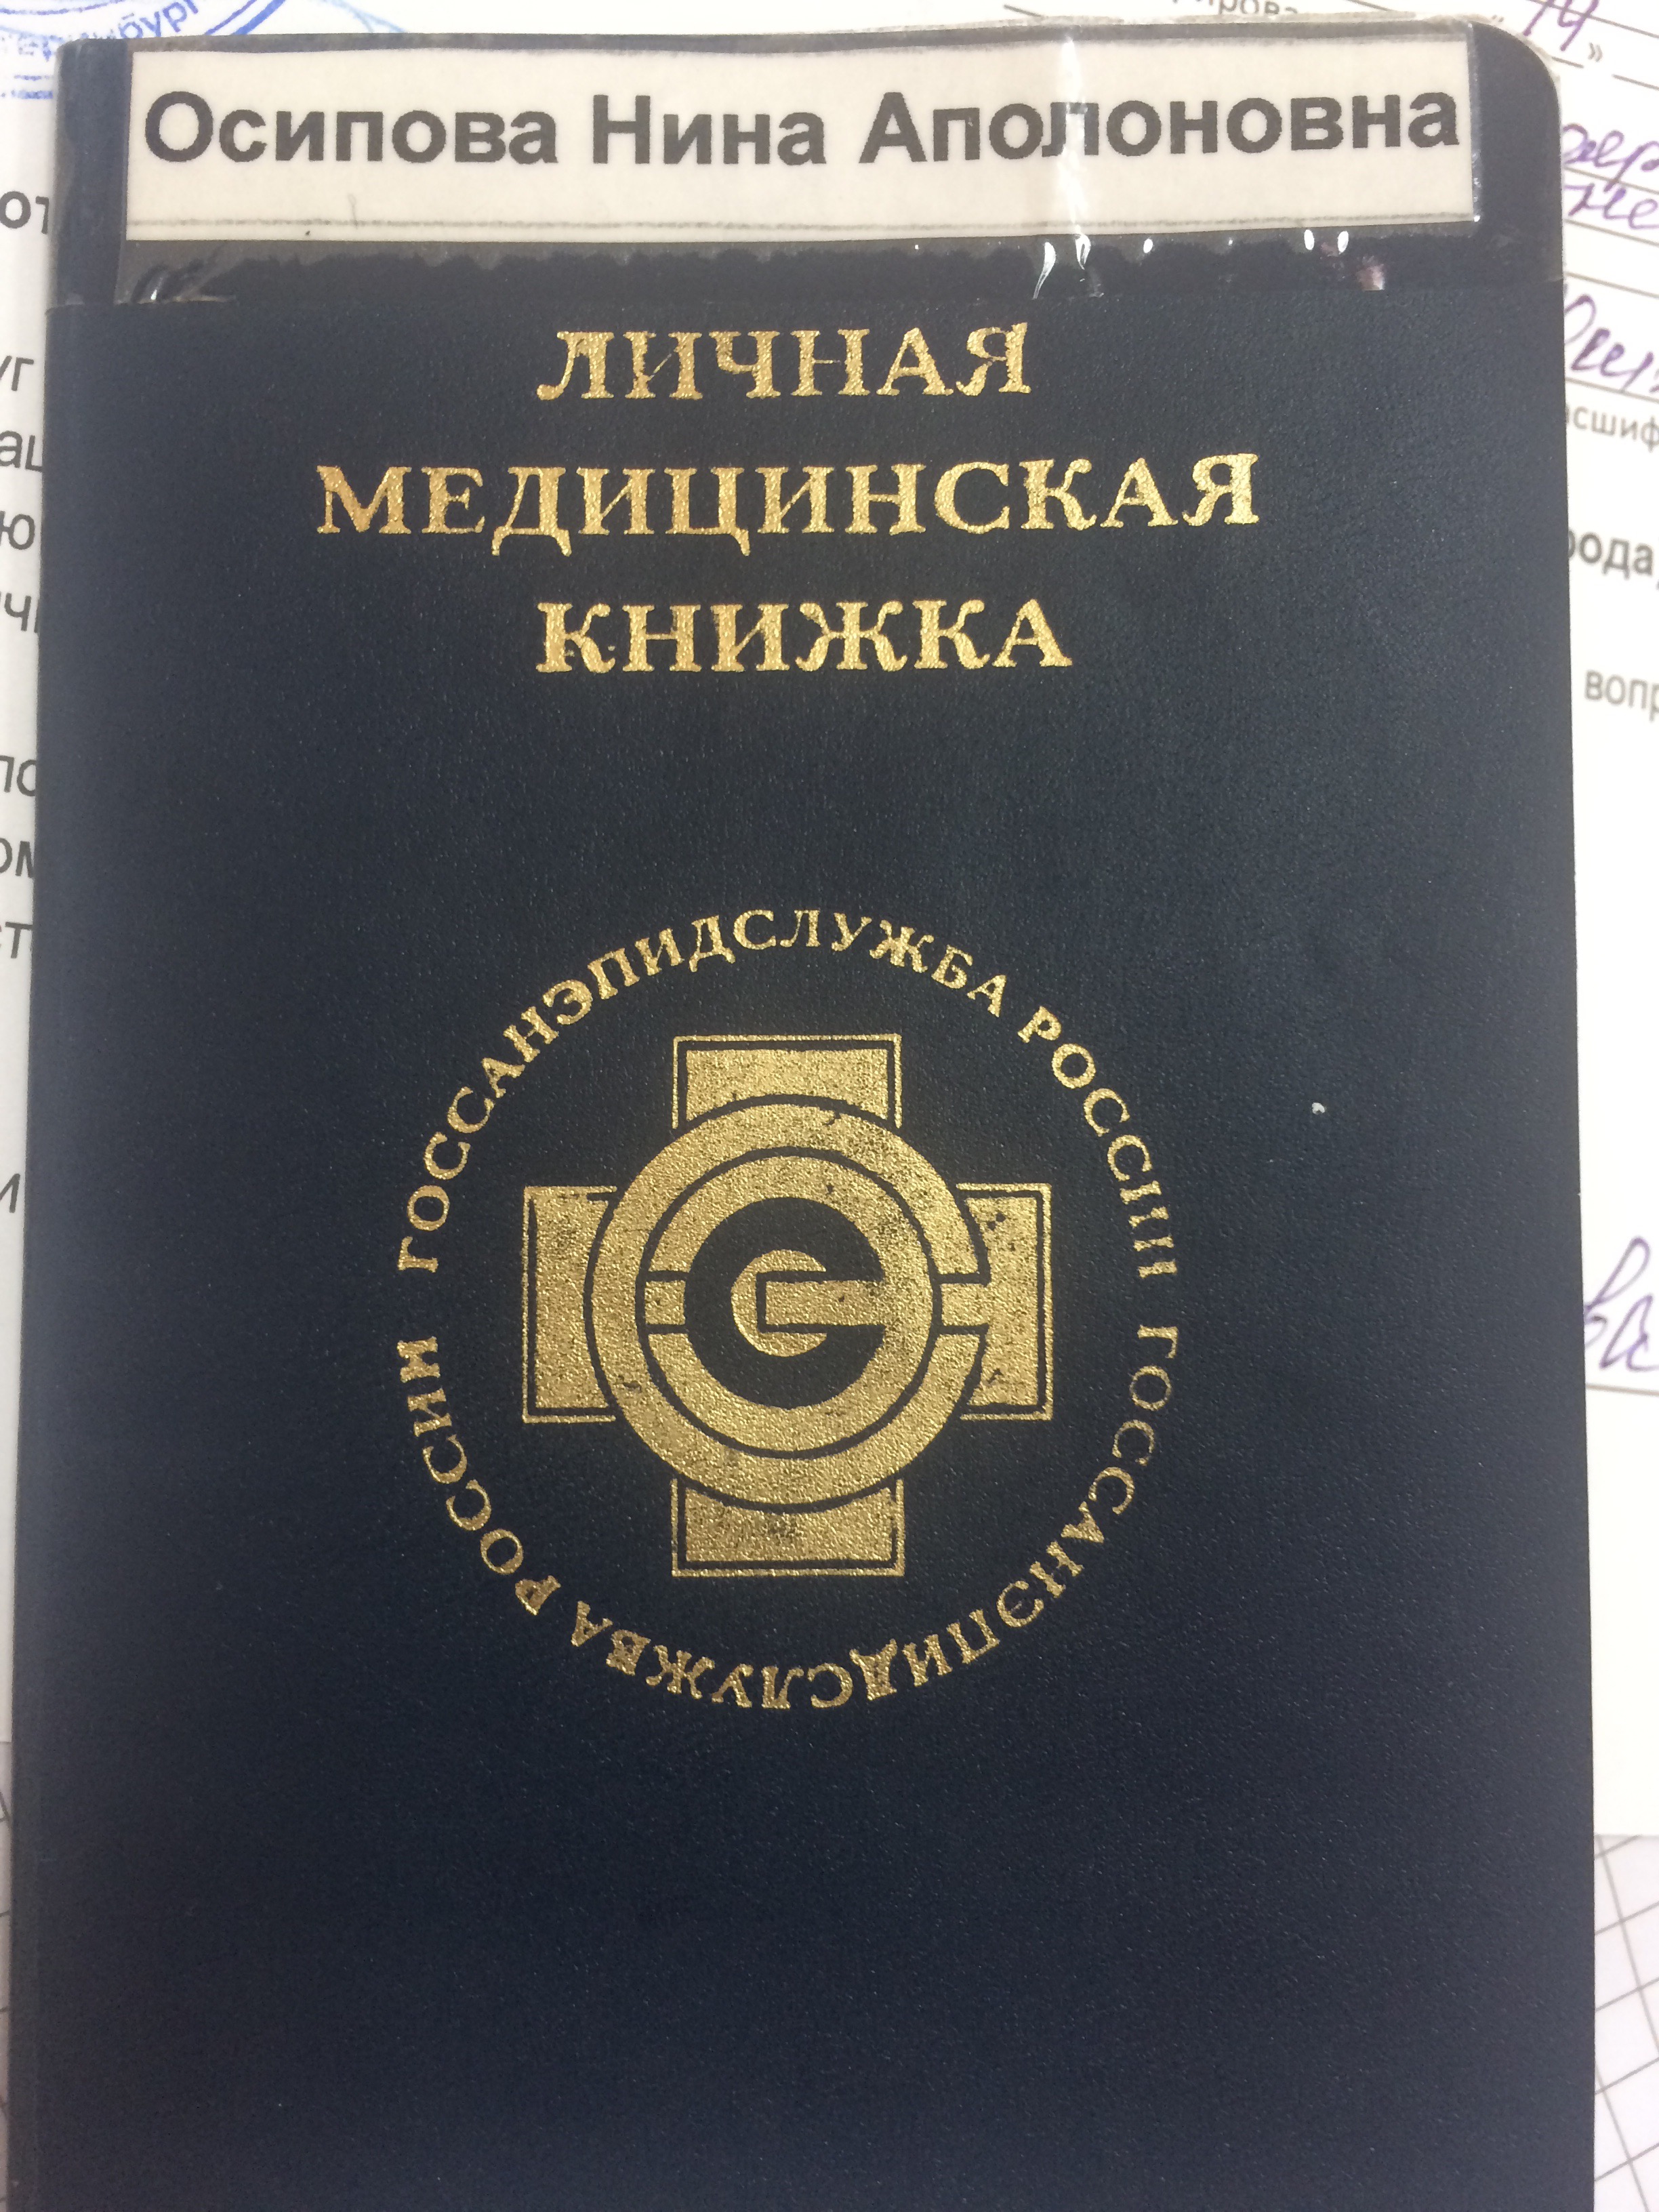 Осипова Нина Аполоновна
ЛИЧНАЯ
МЕДИЦИНСКАЯ
КНИЖКА
ГОССАНЭПИДСЛУЖБА РОССИИ ГОССАНЭПИДСЛУЖБА РОССИИ